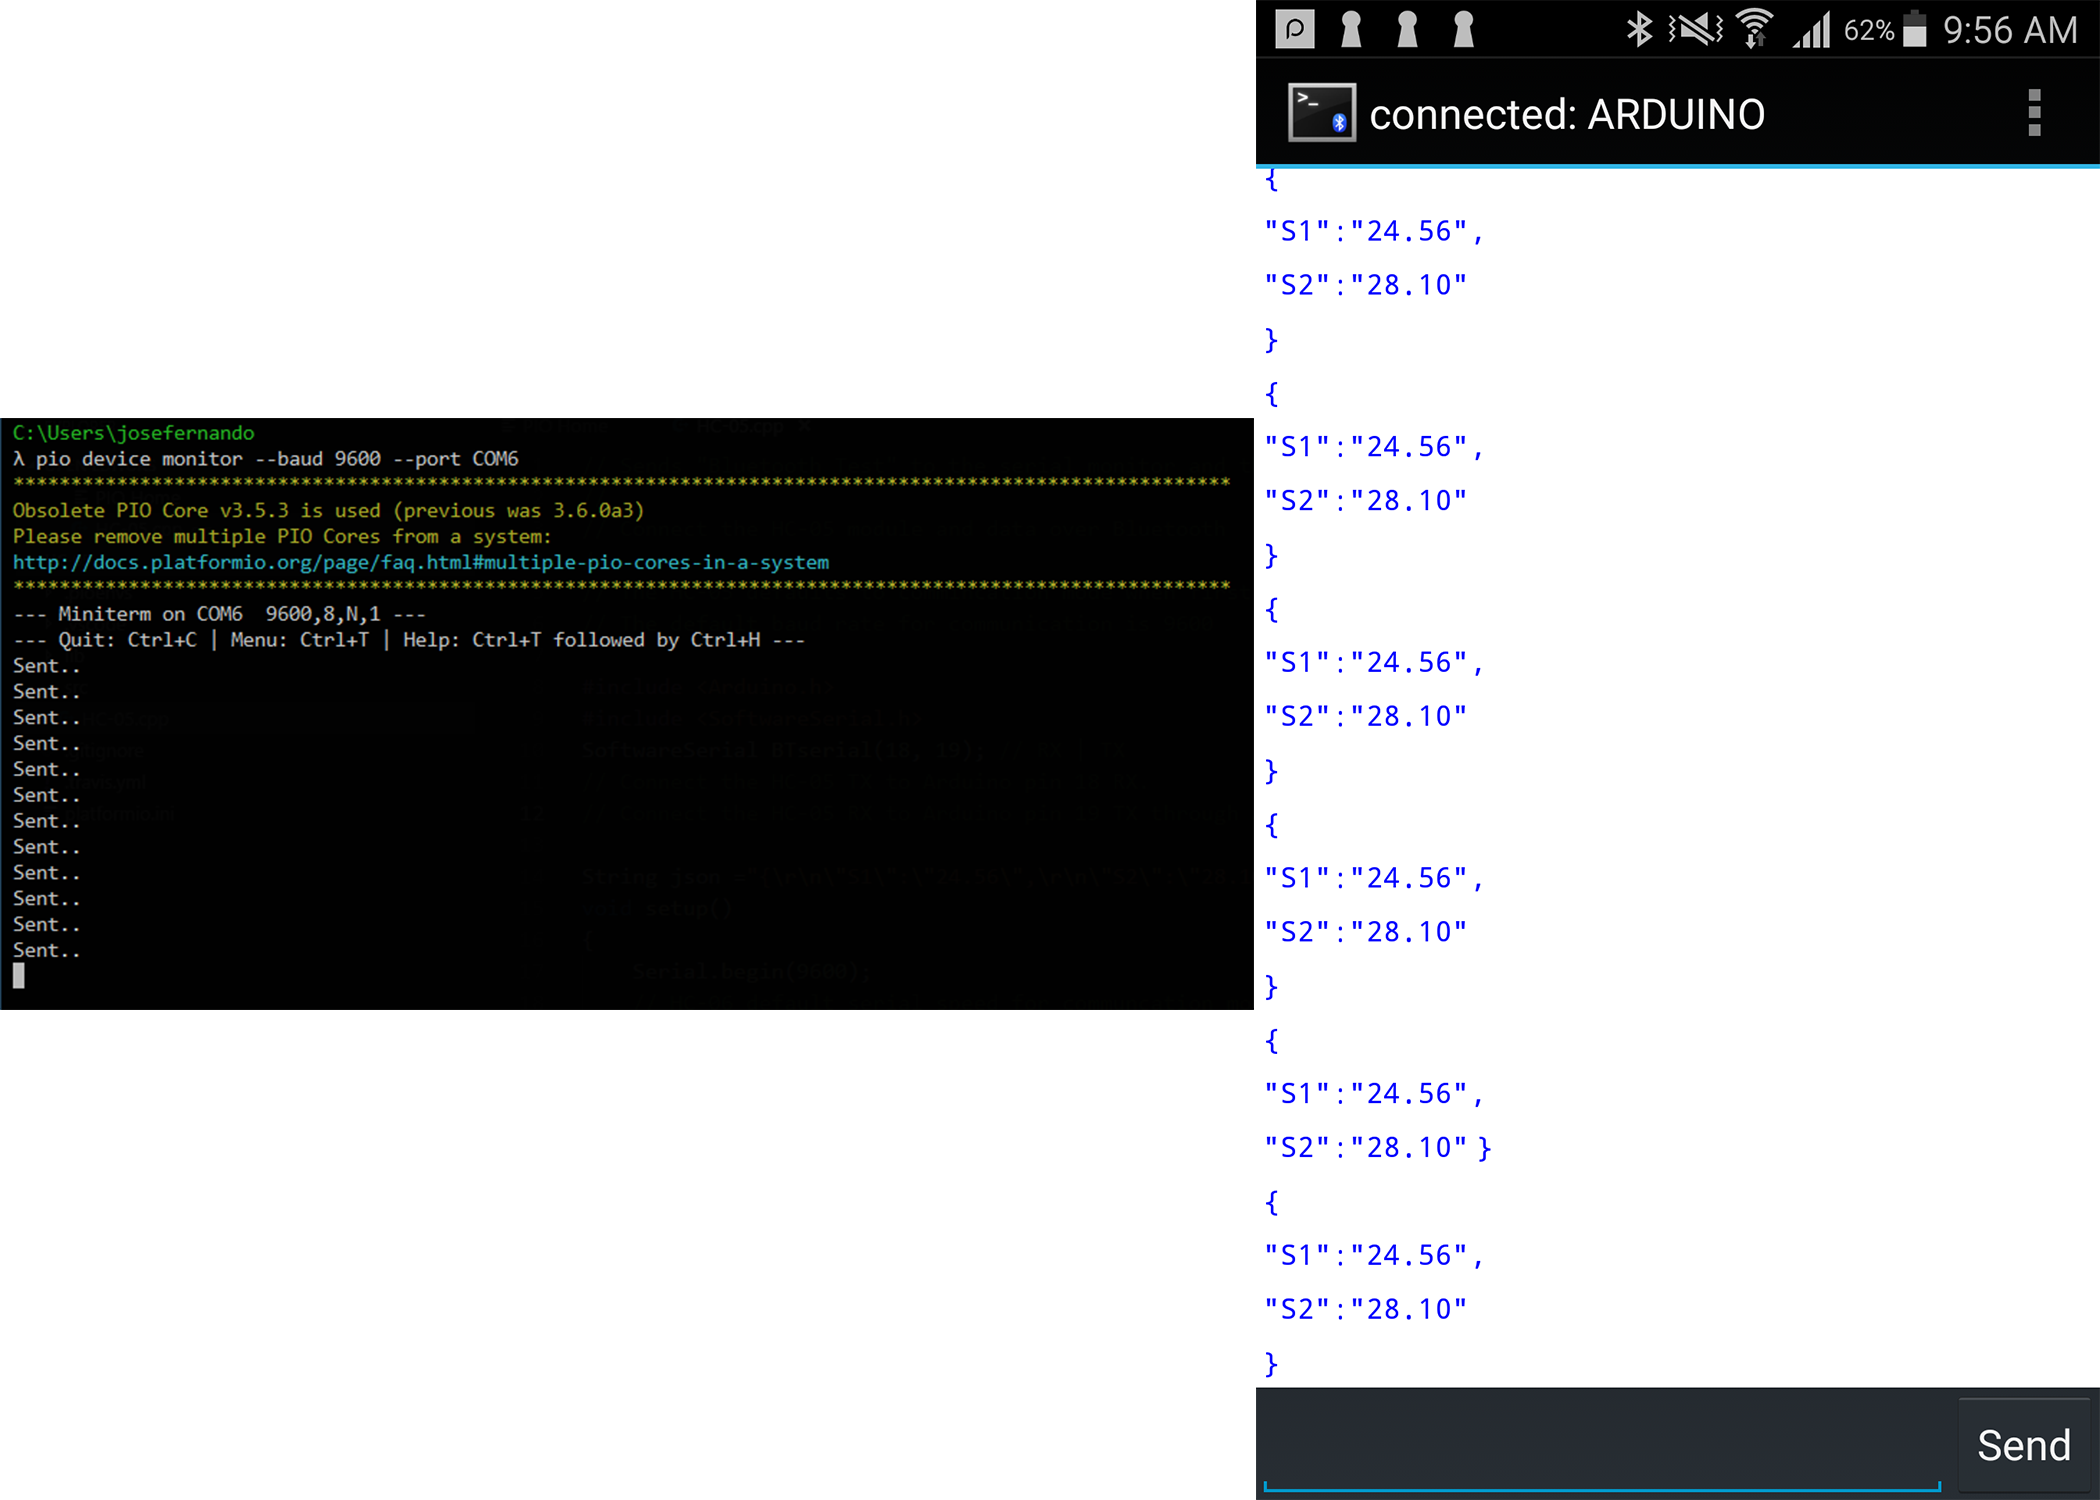 C:\Users\josefernando
λ pio device monitor --baud 9600 --port COM6
**********************************************************************************************************
Obsolete PIO Core v3.5.3 is used (previous was 3.6.0a3)
Please remove multiple PIO Cores from a system:
http://docs.platformio.org/page/faq.html#multiple-pio-cores-in-a-system
**********************************************************************************************************
--- Miniterm on COM6  9600,8,N,1 ---
--- Quit: Ctrl+C | Menu: Ctrl+T | Help: Ctrl+T followed by Ctrl+H ---
Sent..
Sent..
Sent..
Sent..
Sent..
Sent..
Sent..
Sent..
Sent..
Sent..
Sent..
Sent..
62% 9:56 AM
connected: ARDUINO
{
"S1":"24.56",
"S2":"28.10"
}
{
"S1":"24.56",
"S2":"28.10"
}
{
"S1":"24.56",
"S2":"28.10"
}
{
"S1":"24.56",
"S2":"28.10"
}
{
"S1":"24.56",
"S2":"28.10" }
{
"S1":"24.56",
"S2":"28.10"
}
Send